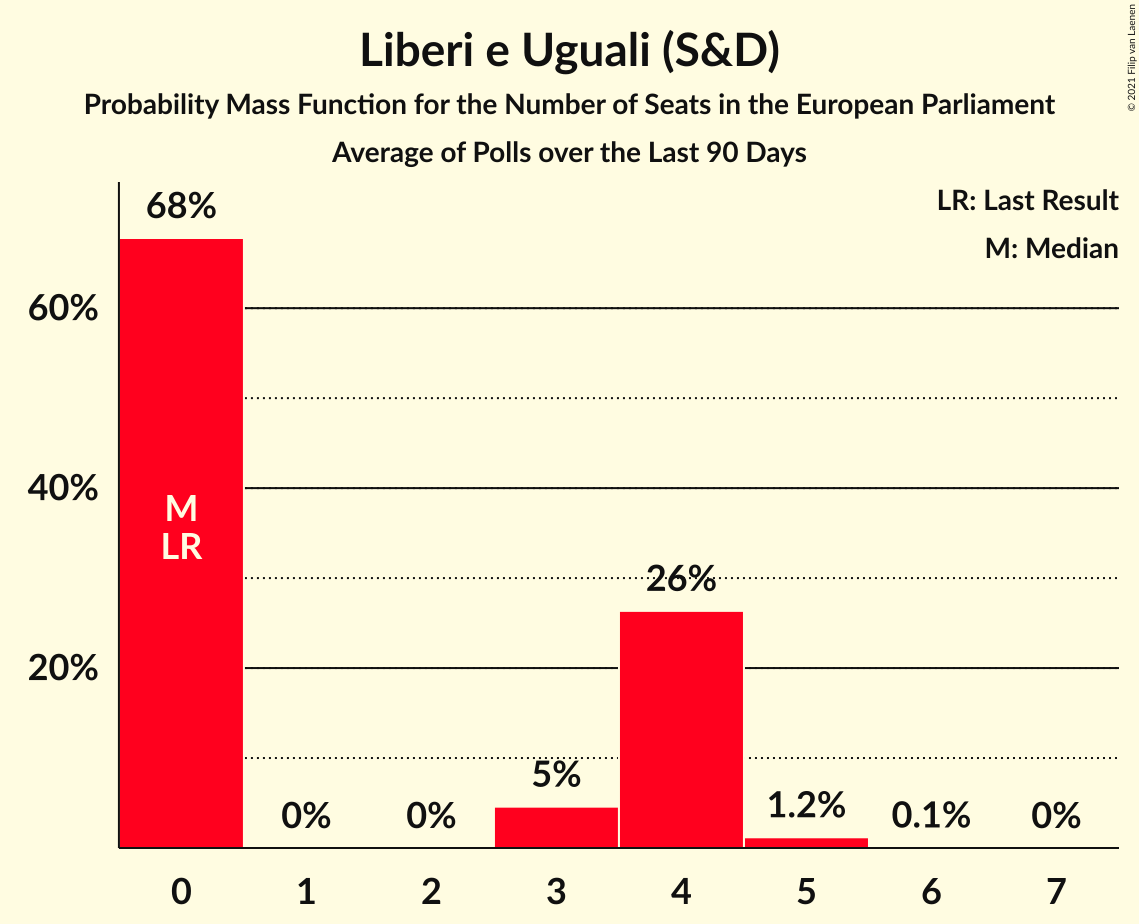 Liberi e Uguali (S&D)
Probability Mass Function for the Number of Seats in the European Parliament
Average of Polls over the Last 90 Days
© 2021 Filip van Laenen
LR: Last Result
M: Median
68%
60%
40%
20%
M
LR
0%
0%
5%
26%
1.2%
0.1%
0%
0
1
2
3
4
5
6
7